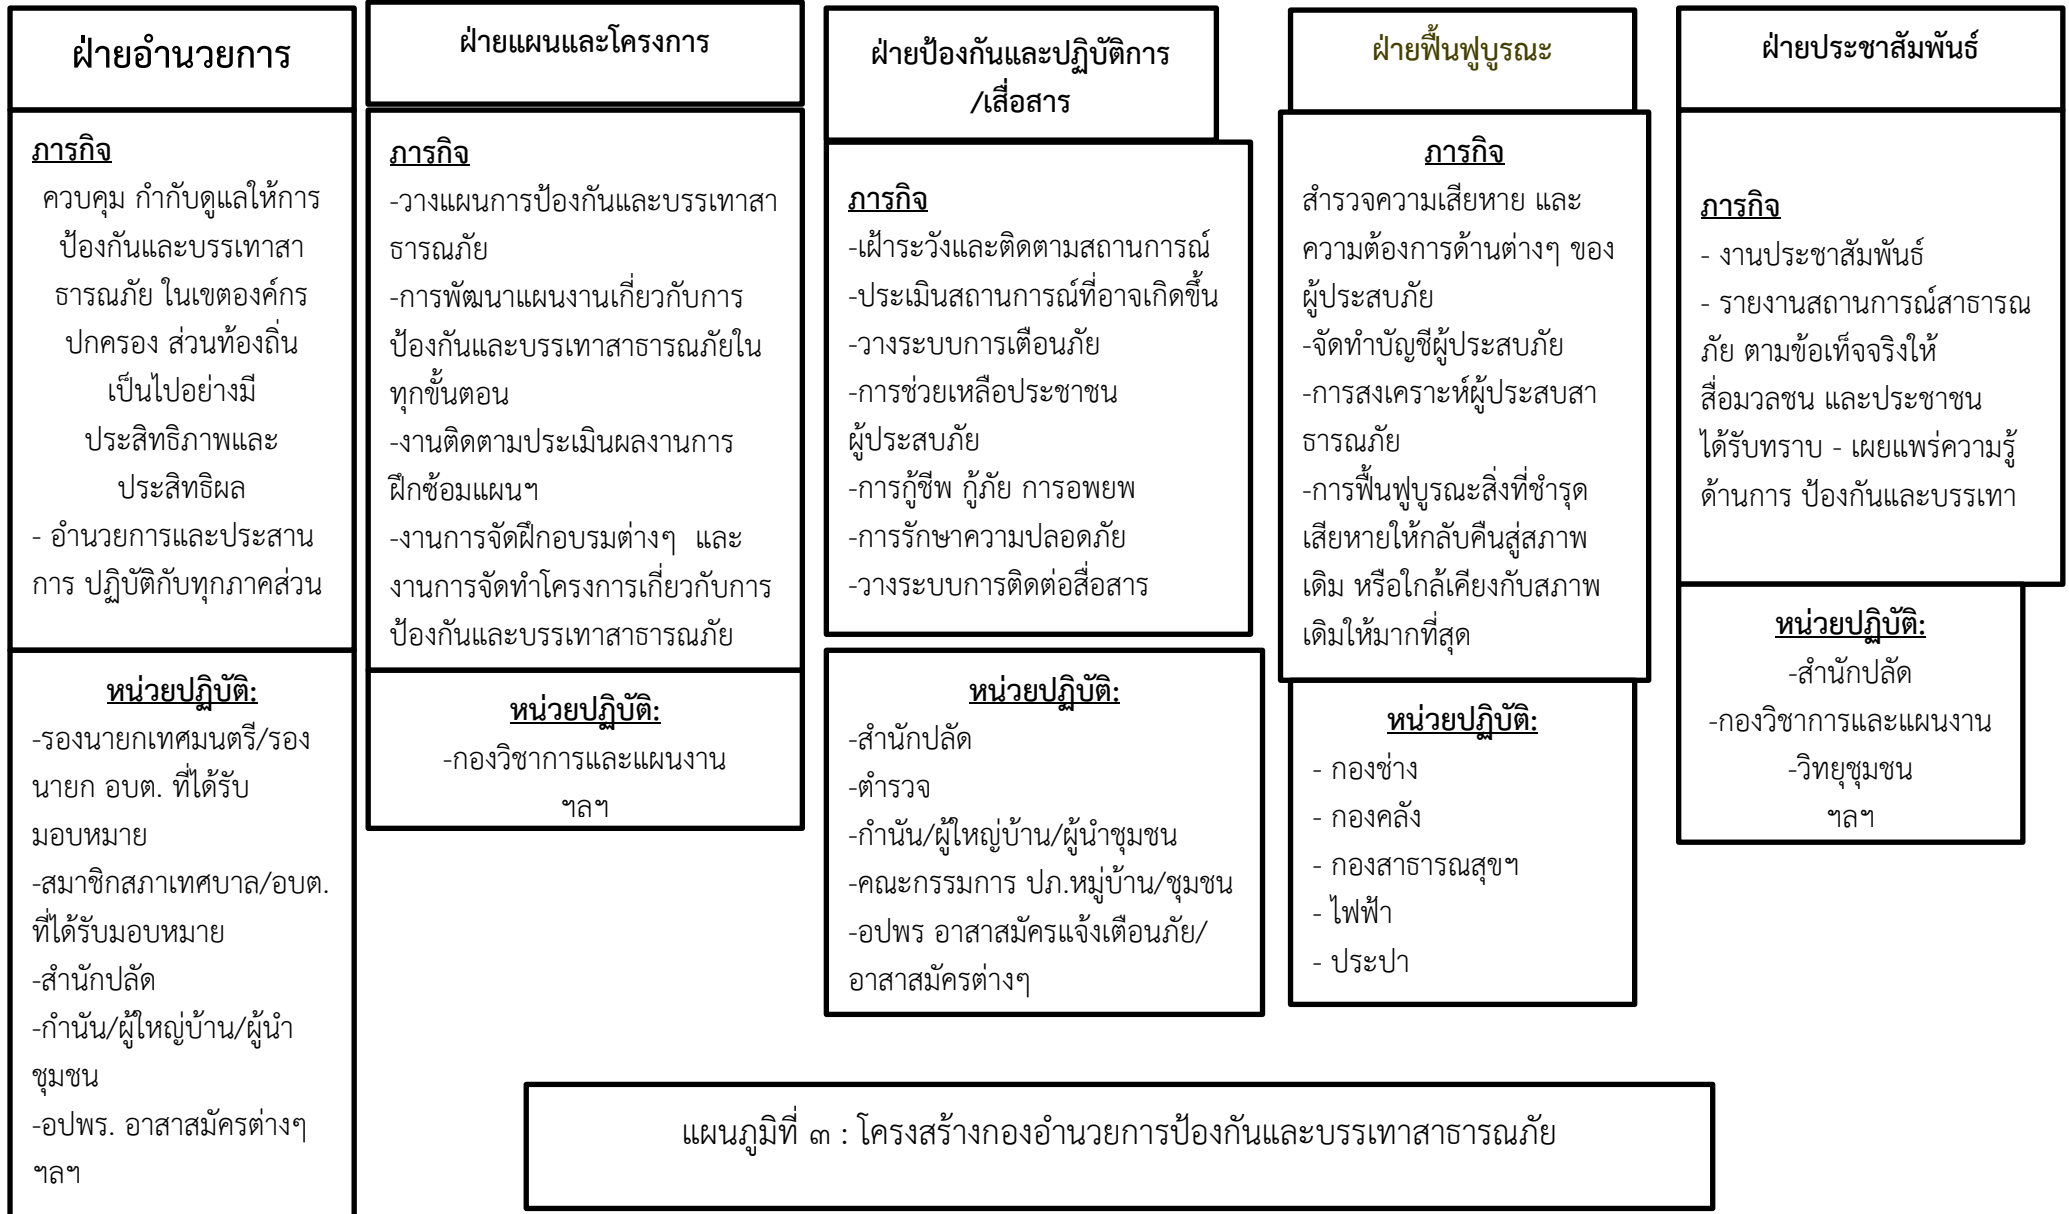 ฝ่ายอำนวยการ
ภารกิจ
ควบคุม กำกับดูแลให้การ
ป้องกันและบรรเทาสา
ธารณภัย ในเขตองค์กร
ปกครอง ส่วนท้องถิ่น
เป็นไปอย่างมี
ประสิทธิภาพและ
ประสิทธิผล
- อำนวยการและประสาน
การ ปฏิบัติกับทุกภาคส่วน
หน่วยปฏิบัติ:
-รองนายกเทศมนตรี/รอง
นายก อบต. ที่ได้รับ
มอบหมาย
-สมาชิกสภาเทศบาล/อบต.
ที่ได้รับมอบหมาย
-สำนักปลัด
-กำนัน/ผู้ใหญ่บ้าน/ผู้นำ
ชุมชน
-อปพร. อาสาสมัครต่างๆ
ฯลฯ
ฝ่ายแผนและโครงการ
ภารกิจ
-วางแผนการป้องกันและบรรเทาสา
ธารณภัย
-การพัฒนาแผนงานเกี่ยวกับการ
ป้องกันและบรรเทาสาธารณภัยใน
ทุกขั้นตอน
-งานติดตามประเมินผลงานการ
ฝึกซ้อมแผนฯ
-งานการจัดฝึกอบรมต่างๆ และ
งานการจัดทำโครงการเกี่ยวกับการ
ป้องกันและบรรเทาสาธารณภัย
หน่วยปฏิบัติ:
-กองวิชาการและแผนงาน
ฯลฯ
ฝ่ายป้องกันและปฏิบัติการ
/เสื่อสาร
ภารกิจ
-เฝ้าระวังและติดตามสถานการณ์
-ประเมินสถานการณ์ที่อาจเกิดขึ้น
-วางระบบการเตือนภัย
-การช่วยเหลือประชาชน
ผู้ประสบภัย
-การกู้ชีพ กู้ภัย การอพยพ
-การรักษาความปลอดภัย
-วางระบบการติดต่อสื่อสาร
หน่วยปฏิบัติ:
-สำนักปลัด
-ตำรวจ
-กำนัน/ผู้ใหญ่บ้าน/ผู้นำชุมชน
-คณะกรรมการ ปภ.หมู่บ้าน/ชุมชน
-อปพร อาสาสมัครแจ้งเตือนภัย/
อาสาสมัครต่างๆ
ฝ่ายฟื้นฟูบูรณะ
ภารกิจ
สำรวจความเสียหาย และ
ความต้องการด้านต่างๆ ของ
ผู้ประสบภัย
-จัดทำบัญชีผู้ประสบภัย
-การสงเคราะห์ผู้ประสบสา
ธารณภัย
-การฟื้นฟูบูรณะสิ่งที่ชำรุด
เสียหายให้กลับคืนสู่สภาพ
เดิม หรือใกล้เคียงกับสภาพ
เดิมให้มากที่สุด
หน่วยปฏิบัติ:
- กองช่าง
- กองคลัง
- กองสาธารณสุขฯ
- ไฟฟ้า
- ประปา
ฝ่ายประชาสัมพันธ์
ภารกิจ
- งานประชาสัมพันธ์
- รายงานสถานการณ์สาธารณ
ภัย ตามข้อเท็จจริงให้
สื่อมวลชน และประชาชน
ได้รับทราบ - เผยแพร่ความรู้
ด้านการ ป้องกันและบรรเทา
หน่วยปฏิบัติ:
-สำนักปลัด
-กองวิชาการและแผนงาน
-วิทยุชุมชน
ฯลฯ
แผนภูมิที่ ๓ : โครงสร้างกองอำนวยการป้องกันและบรรเทาสาธารณภัย